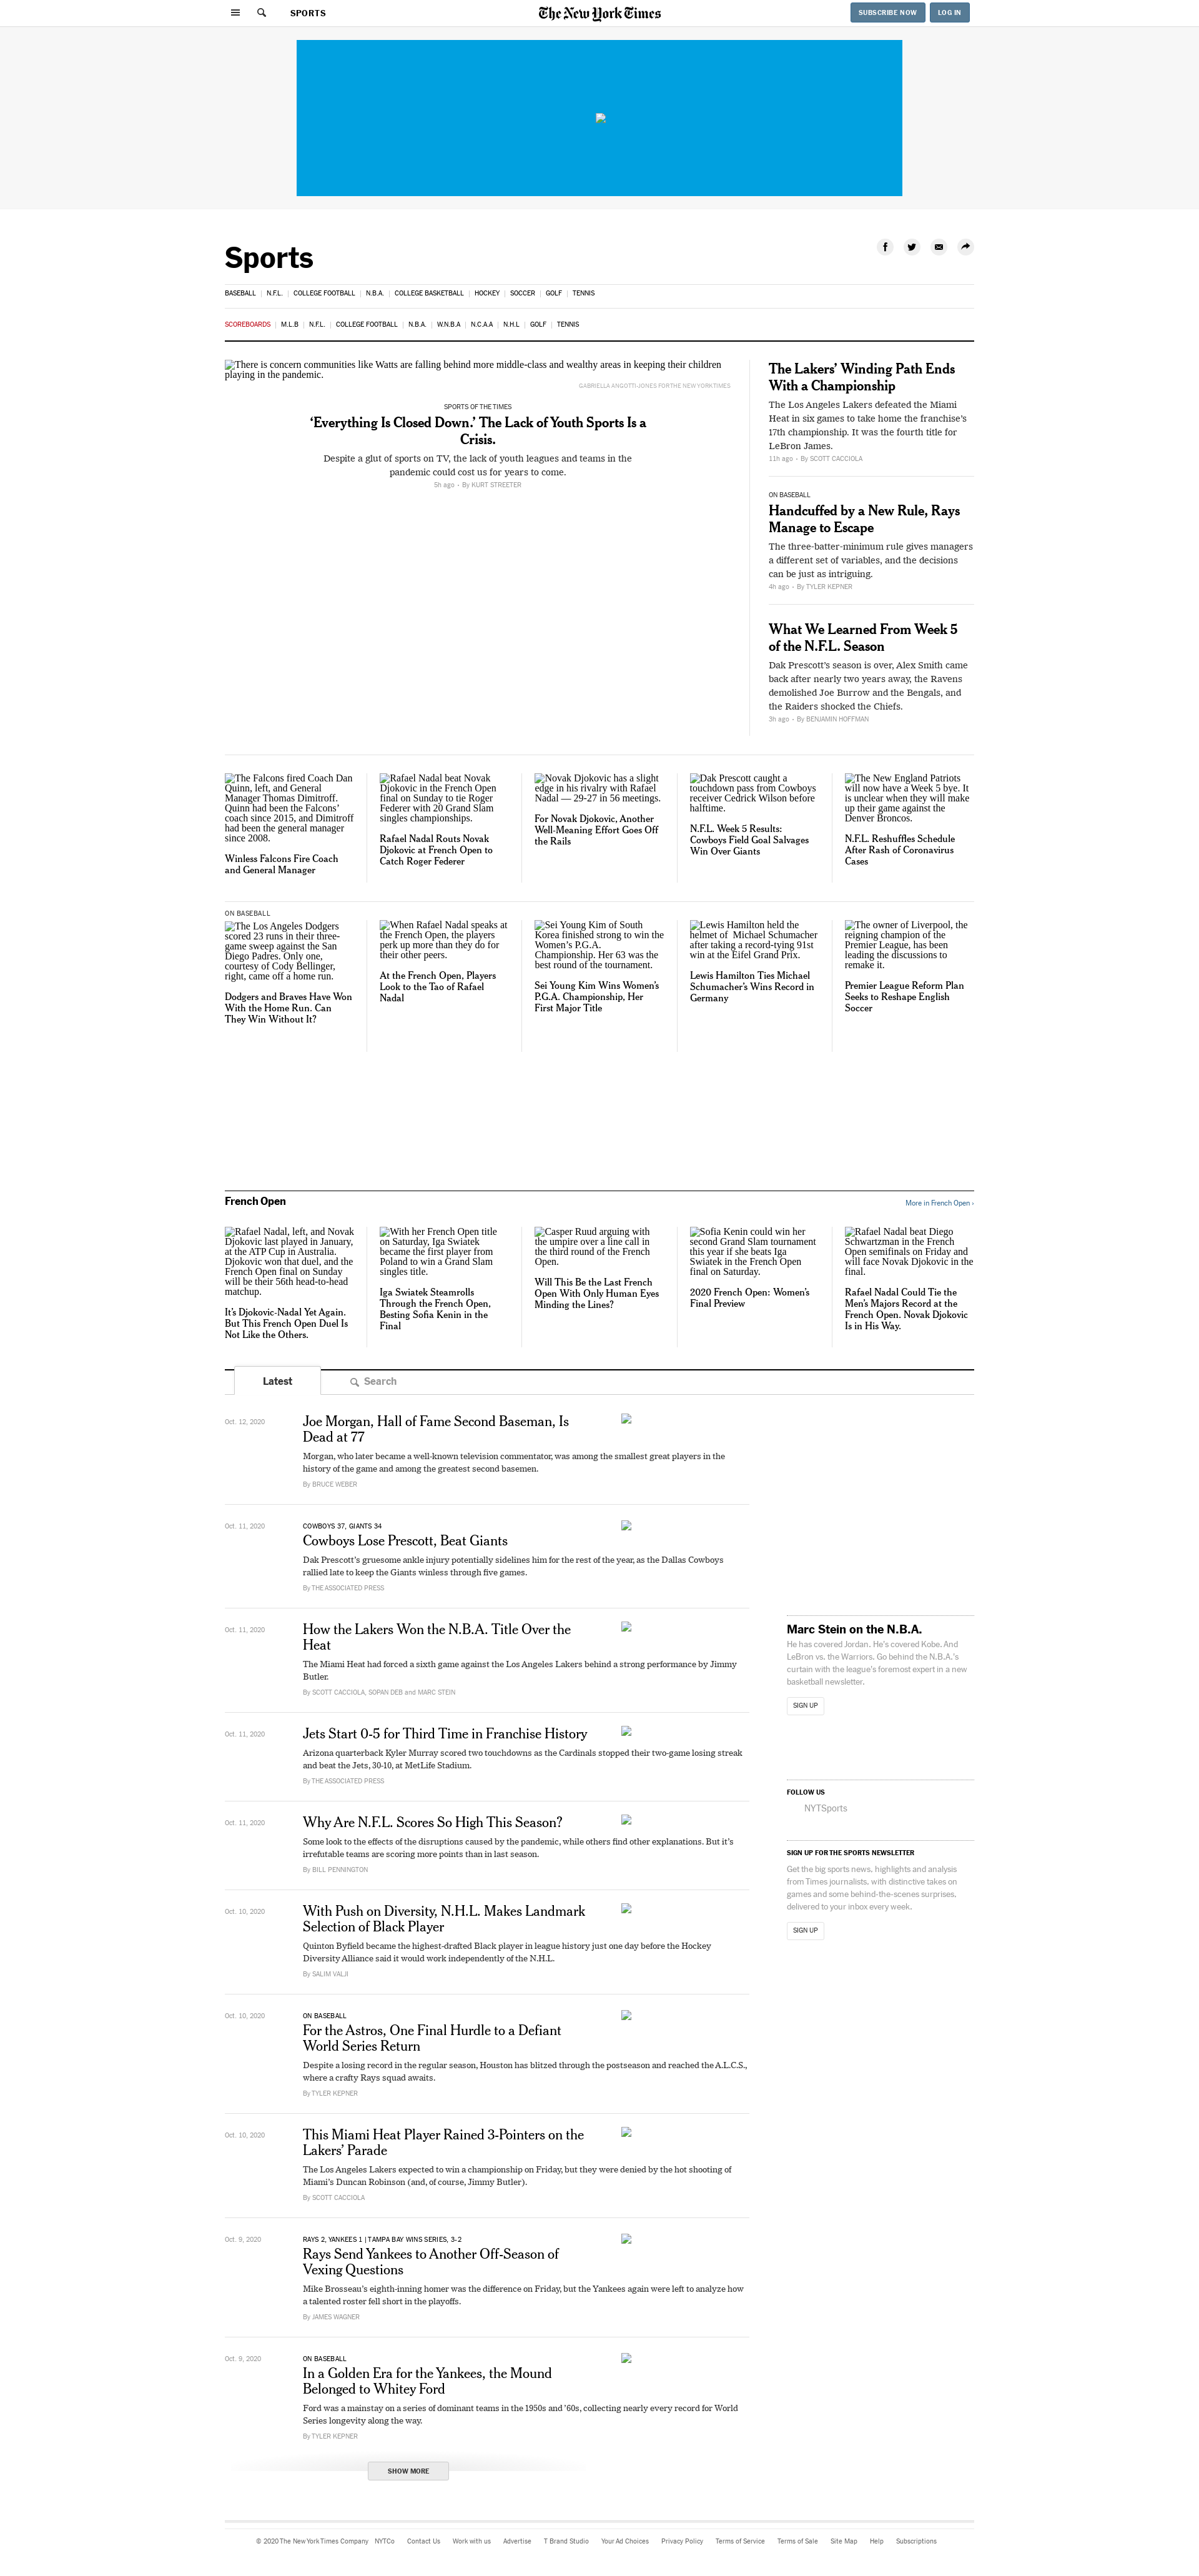 SPORTS
The New York Times
SUBSCRIBE NOW
LOG IN
Sports
BASEBALL | N.F.L. | COLLEGE FOOTBALL | N.B.A. | COLLEGE BASKETBALL | HOCKEY | SOCCER | GOLF | TENNIS
SCOREBOARDS | M.L.B | N.F.L. | COLLEGE FOOTBALL | N.B.A. | W.N.B.A | N.C.A.A | N.H.L | GOLF | TENNIS
There is concern communities like Watts are falling behind more middle-class and wealthy areas in keeping their children
playing in the pandemic.
GABRIELLA ANGOTTI-JONES FOR THE NEW YORK TIMES
SPORTS OF THE TIMES
‘Everything Is Closed Down.’ The Lack of Youth Sports Is a
Crisis.
Despite a glut of sports on TV, the lack of youth leagues and teams in the
pandemic could cost us for years to come.
5h ago - By KURT STREETER
The Lakers’ Winding Path Ends
With a Championship
The Los Angeles Lakers defeated the Miami
Heat in six games to take home the franchise’s
17th championship. It was the fourth title for
LeBron James.
11h ago - By SCOTT CACCIOLA
ON BASEBALL
Handcuffed by a New Rule, Rays
Manage to Escape
The three-batter-minimum rule gives managers
a different set of variables, and the decisions
can be just as intriguing.
4h ago - By TYLER KEPNER
What We Learned From Week 5
of the N.F.L. Season
Dak Prescott’s season is over, Alex Smith came
back after nearly two years away, the Ravens
demolished Joe Burrow and the Bengals, and
the Raiders shocked the Chiefs.
3h ago - By BENJAMIN HOFFMAN
The Falcons fired Coach Dan
Quinn, left, and General
Manager Thomas Dimitroff.
Quinn had been the Falcons’
coach since 2015, and Dimitroff
had been the general manager
since 2008.
Winless Falcons Fire Coach
and General Manager
Rafael Nadal beat Novak
Djokovic in the French Open
final on Sunday to tie Roger
Federer with 20 Grand Slam
singles championships.
Rafael Nadal Routs Novak
Djokovic at French Open to
Catch Roger Federer
Novak Djokovic has a slight
edge in his rivalry with Rafael
Nadal — 29-27 in 56 meetings.
For Novak Djokovic, Another
Well-Meaning Effort Goes Off
the Rails
Dak Prescott caught a
touchdown pass from Cowboys
receiver Cedrick Wilson before
halftime.
N.F.L. Week 5 Results:
Cowboys Field Goal Salvages
Win Over Giants
The New England Patriots
will now have a Week 5 bye. It
is unclear when they will make
up their game against the
Denver Broncos.
N.F.L. Reshuffles Schedule
After Rash of Coronavirus
Cases
ON BASEBALL
The Los Angeles Dodgers
scored 23 runs in their three-
game sweep against the San
Diego Padres. Only one,
courtesy of Cody Bellinger,
right, came off a home run.
Dodgers and Braves Have Won
With the Home Run. Can
They Win Without It?
When Rafael Nadal speaks at
the French Open, the players
perk up more than they do for
their other peers.
At the French Open, Players
Look to the Tao of Rafael
Nadal
Sei Young Kim of South
Korea finished strong to win the
Women’s P.G.A.
Championship. Her 63 was the
best round of the tournament.
Sei Young Kim Wins Women’s
P.G.A. Championship, Her
First Major Title
Lewis Hamilton held the
helmet of Michael Schumacher
after taking a record-tying 91st
win at the Eifel Grand Prix.
Lewis Hamilton Ties Michael
Schumacher’s Wins Record in
Germany
The owner of Liverpool, the
reigning champion of the
Premier League, has been
leading the discussions to
remake it.
Premier League Reform Plan
Seeks to Reshape English
Soccer
French Open
More in French Open ›
Rafael Nadal, left, and Novak
Djokovic last played in January,
at the ATP Cup in Australia.
Djokovic won that duel, and the
French Open final on Sunday
will be their 56th head-to-head
matchup.
It’s Djokovic-Nadal Yet Again.
But This French Open Duel Is
Not Like the Others.
With her French Open title
on Saturday, Iga Swiatek
became the first player from
Poland to win a Grand Slam
singles title.
Iga Swiatek Steamrolls
Through the French Open,
Besting Sofia Kenin in the
Final
Casper Ruud arguing with
the umpire over a line call in
the third round of the French
Open.
Will This Be the Last French
Open With Only Human Eyes
Minding the Lines?
Sofia Kenin could win her
second Grand Slam tournament
this year if she beats Iga
Swiatek in the French Open
final on Saturday.
2020 French Open: Women’s
Final Preview
Rafael Nadal beat Diego
Schwartzman in the French
Open semifinals on Friday and
will face Novak Djokovic in the
final.
Rafael Nadal Could Tie the
Men’s Majors Record at the
French Open. Novak Djokovic
Is in His Way.
Latest
Search
Oct. 12, 2020
Joe Morgan, Hall of Fame Second Baseman, Is
Dead at 77
Morgan, who later became a well-known television commentator, was among the smallest great players in the
history of the game and among the greatest second basemen.
By BRUCE WEBER
Oct. 11, 2020
COWBOYS 37, GIANTS 34
Cowboys Lose Prescott, Beat Giants
Dak Prescott’s gruesome ankle injury potentially sidelines him for the rest of the year, as the Dallas Cowboys
rallied late to keep the Giants winless through five games.
By THE ASSOCIATED PRESS
Oct. 11, 2020
How the Lakers Won the N.B.A. Title Over the
Heat
The Miami Heat had forced a sixth game against the Los Angeles Lakers behind a strong performance by Jimmy
Butler.
By SCOTT CACCIOLA, SOPAN DEB and MARC STEIN
Oct. 11, 2020
Jets Start 0-5 for Third Time in Franchise History
Arizona quarterback Kyler Murray scored two touchdowns as the Cardinals stopped their two-game losing streak
and beat the Jets, 30-10, at MetLife Stadium.
By THE ASSOCIATED PRESS
Oct. 11, 2020
Why Are N.F.L. Scores So High This Season?
Some look to the effects of the disruptions caused by the pandemic, while others find other explanations. But it’s
irrefutable teams are scoring more points than in last season.
By BILL PENNINGTON
Oct. 10, 2020
With Push on Diversity, N.H.L. Makes Landmark
Selection of Black Player
Quinton Byfield became the highest-drafted Black player in league history just one day before the Hockey
Diversity Alliance said it would work independently of the N.H.L.
By SALIM VALJI
Oct. 10, 2020
ON BASEBALL
For the Astros, One Final Hurdle to a Defiant
World Series Return
Despite a losing record in the regular season, Houston has blitzed through the postseason and reached the A.L.C.S.,
where a crafty Rays squad awaits.
By TYLER KEPNER
Oct. 10, 2020
This Miami Heat Player Rained 3-Pointers on the
Lakers’ Parade
The Los Angeles Lakers expected to win a championship on Friday, but they were denied by the hot shooting of
Miami’s Duncan Robinson (and, of course, Jimmy Butler).
By SCOTT CACCIOLA
Oct. 9, 2020
RAYS 2, YANKEES 1 | TAMPA BAY WINS SERIES, 3-2
Rays Send Yankees to Another Off-Season of
Vexing Questions
Mike Brosseau’s eighth-inning homer was the difference on Friday, but the Yankees again were left to analyze how
a talented roster fell short in the playoffs.
By JAMES WAGNER
Oct. 9, 2020
ON BASEBALL
In a Golden Era for the Yankees, the Mound
Belonged to Whitey Ford
Ford was a mainstay on a series of dominant teams in the 1950s and ’60s, collecting nearly every record for World
Series longevity along the way.
By TYLER KEPNER
SHOW MORE
Marc Stein on the N.B.A.
He has covered Jordan. He’s covered Kobe. And
LeBron vs. the Warriors. Go behind the N.B.A.’s
curtain with the league’s foremost expert in a new
basketball newsletter.
SIGN UP
FOLLOW US
NYTSports
SIGN UP FOR THE SPORTS NEWSLETTER
Get the big sports news, highlights and analysis
from Times journalists, with distinctive takes on
games and some behind-the-scenes surprises,
delivered to your inbox every week.
SIGN UP
© 2020 The New York Times Company NYTCo Contact Us Work with us Advertise T Brand Studio Your Ad Choices Privacy Policy Terms of Service Terms of Sale Site Map Help Subscriptions